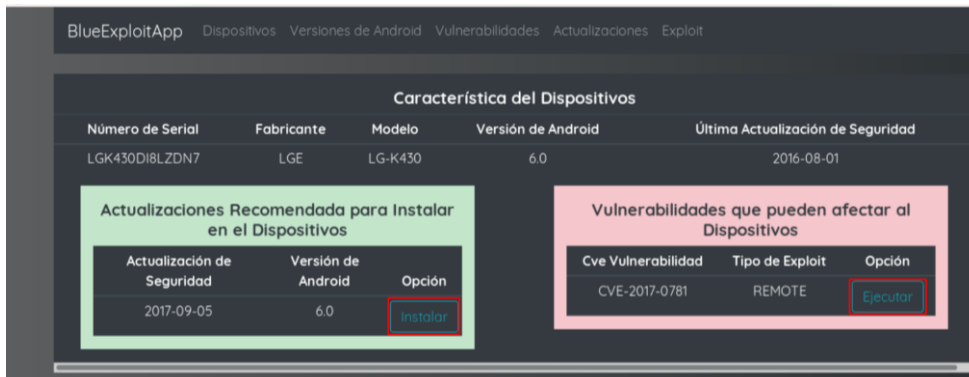 BlueExploitApp Dispositivos Versiones de Android Vulnerabilidades Actualizaciones Exploit
Característica del Dispositivos
Número de Serial Fabricante Modelo Versión de Android Última Actualización de Seguridad
LGK430DI8LZDN7 LGE LG-K430 6.0 2016-08-01
Actualizaciones Recomendada para Instalar
en el Dispositivos
Actualización de Seguridad Versión de Android Opción
2017-09-05 6.0 Instalar
Vulnerabilidades que pueden afectar al
Dispositivos
Cve Vulnerabilidad Tipo de Exploit Opción
CVE-2017-0781 REMOTE Ejecutar